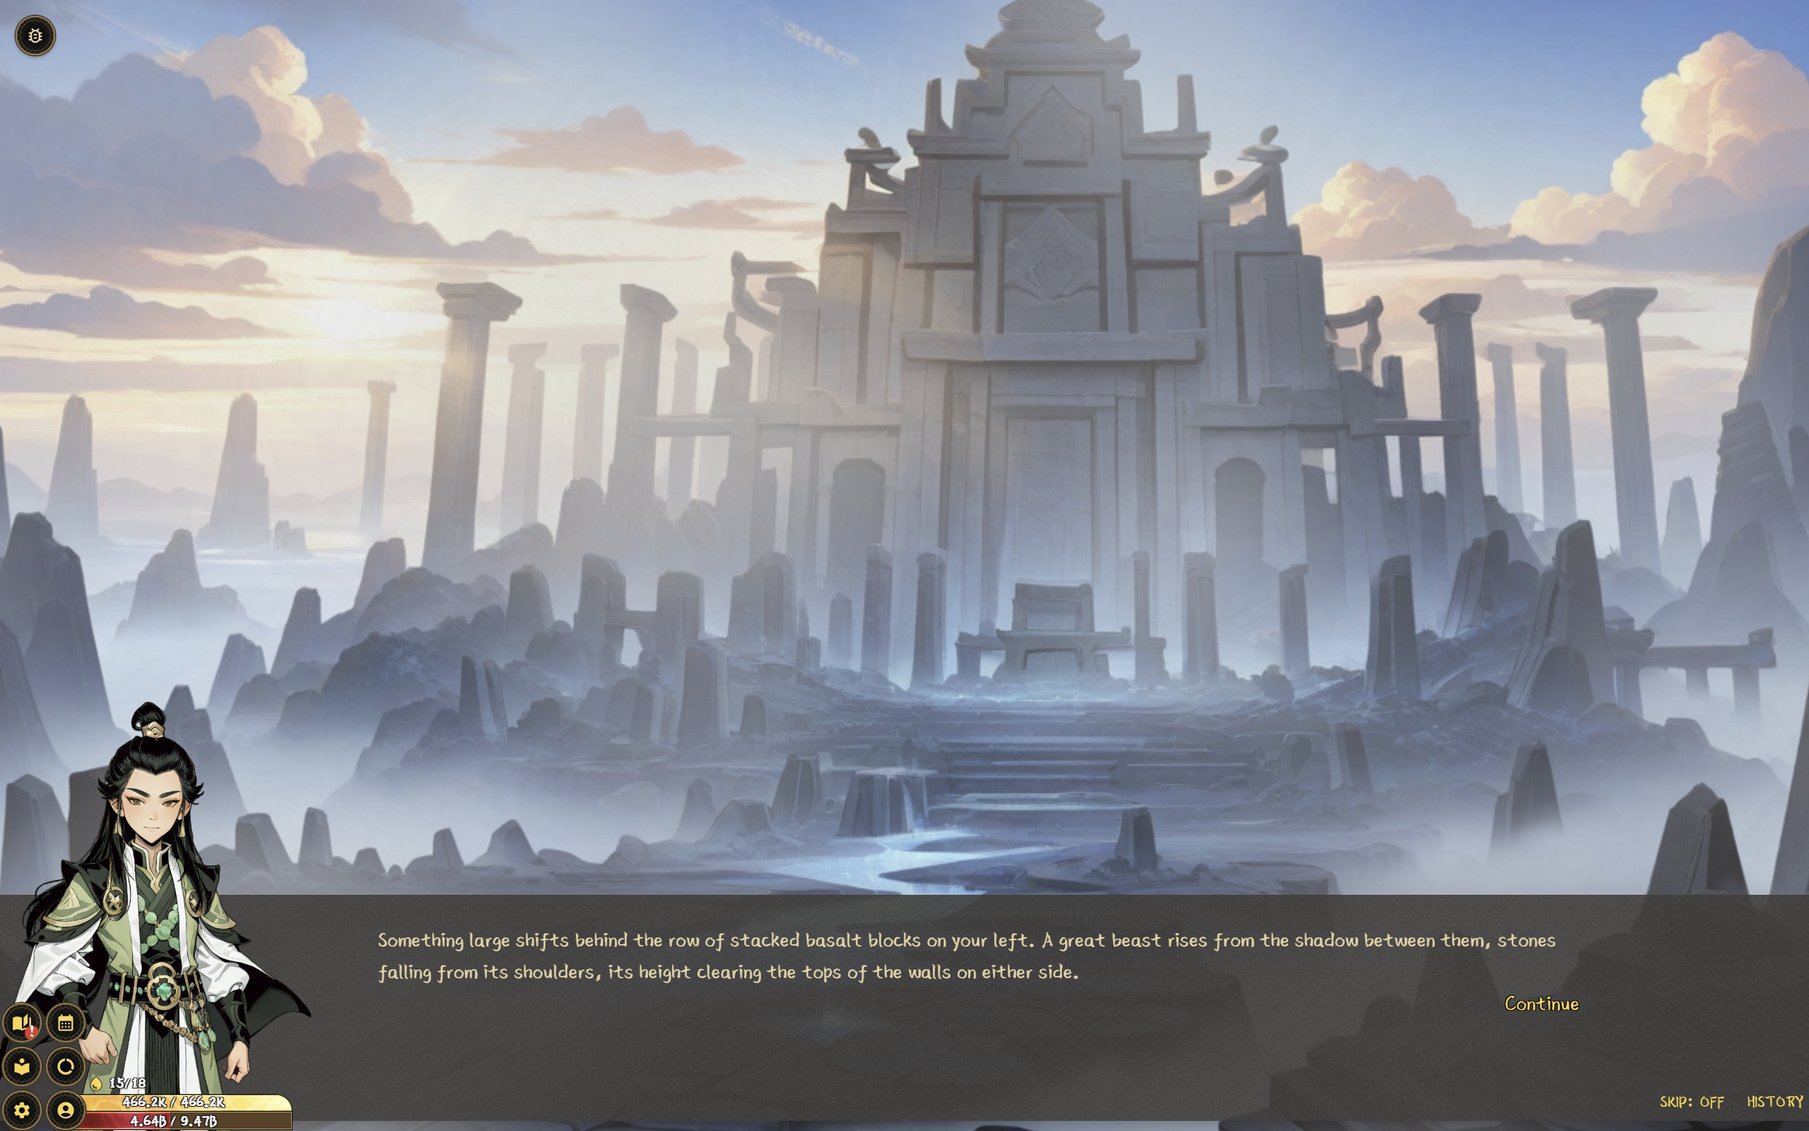 Something large shifts behind the row of stacked basalt blocks on your left. A great beast rises from the shadow between them, stones
falling from its shoulders, its height clearing the tops of the walls on either side.
Continue
15/18
466.2K / 466.2K
4.64B / 9.47B
SKIP: OFF HISTORY